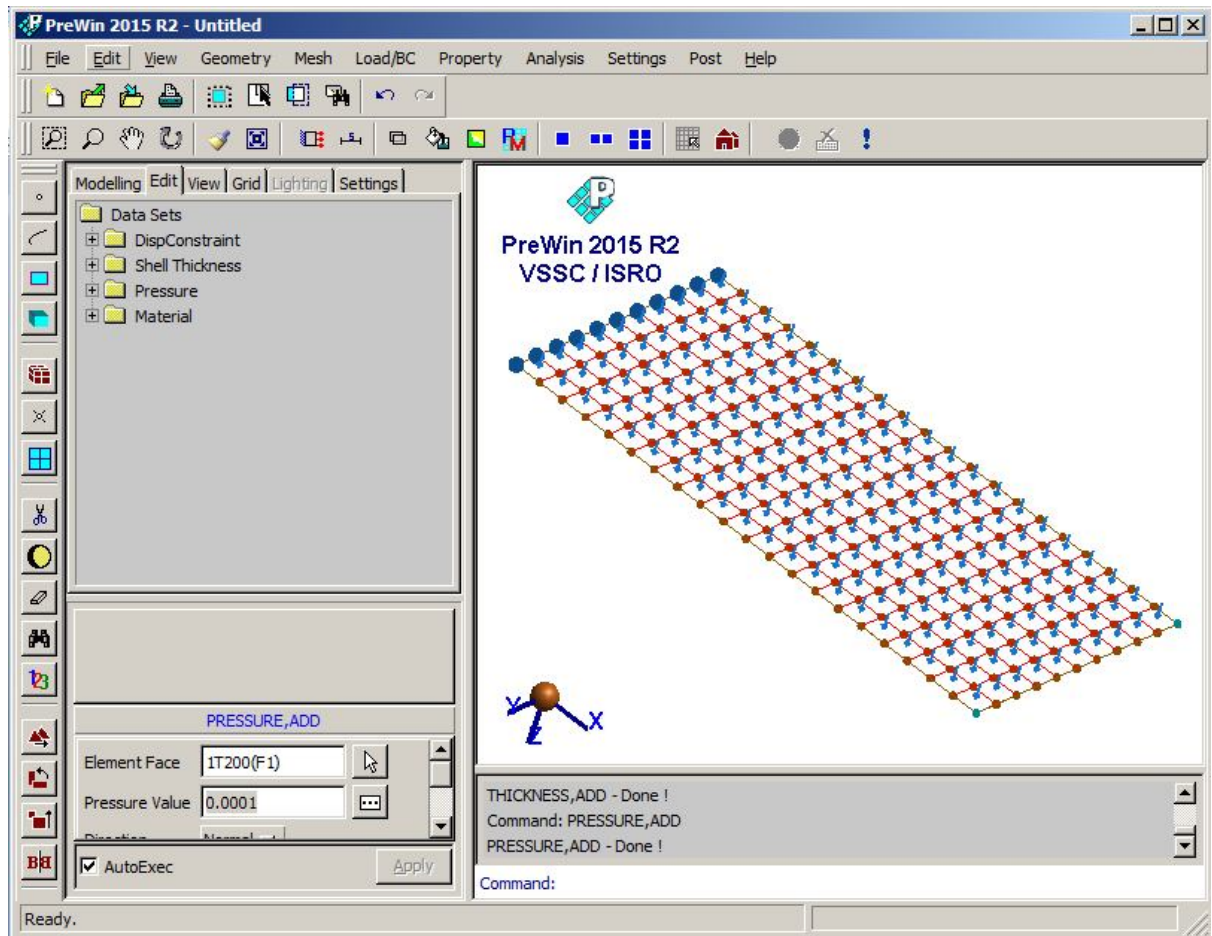 PreWin 2015 R2 - Untitled
File Edit View Geometry Mesh Load/BC Property Analysis Settings Post Help
Modelling Edit View Grid Lighting Settings
Data Sets
DispConstraint
Shell Thickness
Pressure
Material
PRESSURE,ADD
Element Face 1T200(F1)
Pressure Value 0.0001
Direction Normal
AutoExec Apply
PreWin 2015 R2
VSSC / ISRO
Y
Z
X
THICKNESS,ADD - Done !
Command: PRESSURE,ADD
PRESSURE,ADD - Done !
Command:
Ready.